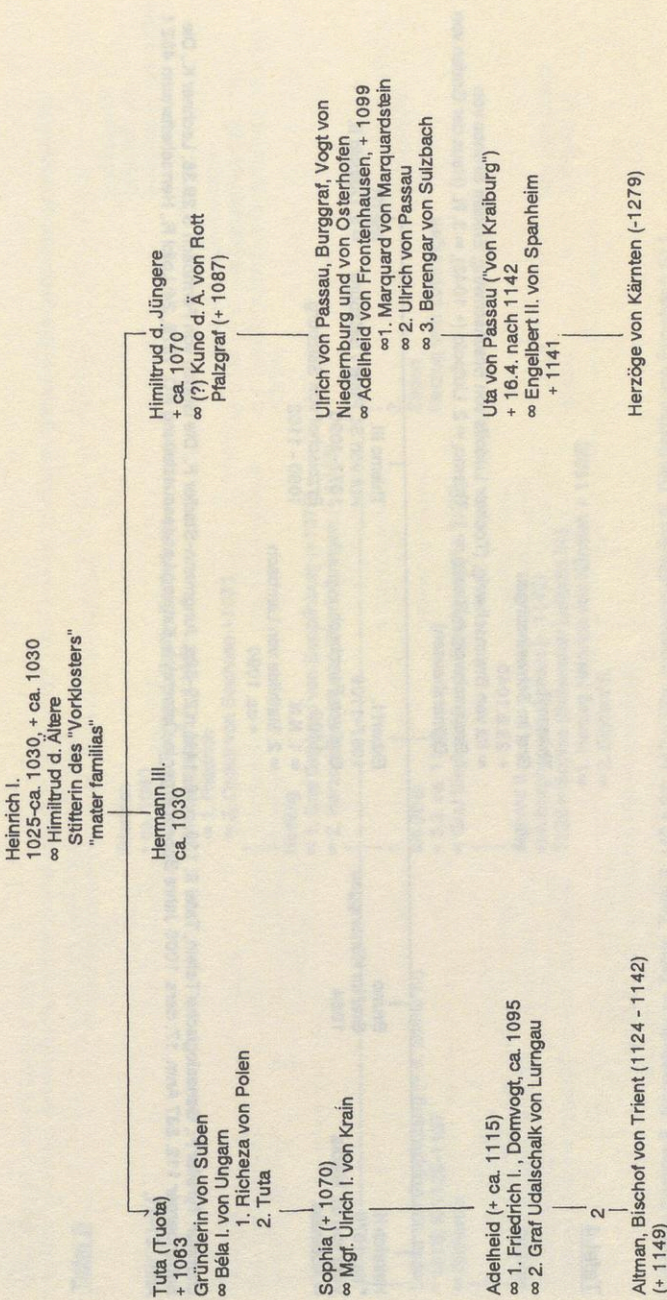 Heinrich I.
1025-ca. 1030, + ca. 1030
∞ Himiltrud d. Ältere
Stifterin des "Vorklosters"
"mater familias"
Tuta (Tuota)
+ 1063
Gründerin von Suben
∞ Béla I. von Ungarn
1. Richeza von Polen
2. Tuta
Hermann III.
ca. 1030
Himiltrud d. Jüngere
+ ca. 1070
∞ (?) Kuno d. Ä. von Rott
Pfalzgraf (+ 1087)
Sophia (+ 1070)
∞ Mgf. Ulrich I. von Krain
Ulrich von Passau, Burggraf, Vogt von
Niedernburg und von Osterhofen
∞ Adelheid von Frontenhausen, + 1099
∞1. Marquard von Marquardstein
∞ 2. Ulrich von Passau
∞ 3. Berengar von Sulzbach
Adelheid (+ ca. 1115)
∞ 1. Friedrich I., Domvogt, ca. 1095
∞ 2. Graf Udalschalk von Lurngau
Uta von Passau ("von Kraiburg")
+ 16.4. nach 1142
∞ Engelbert II. von Spanheim
+ 1141
2
Altman, Bischof von Trient (1124 - 1142)
(+ 1149)
Herzöge von Kärnten (-1279)